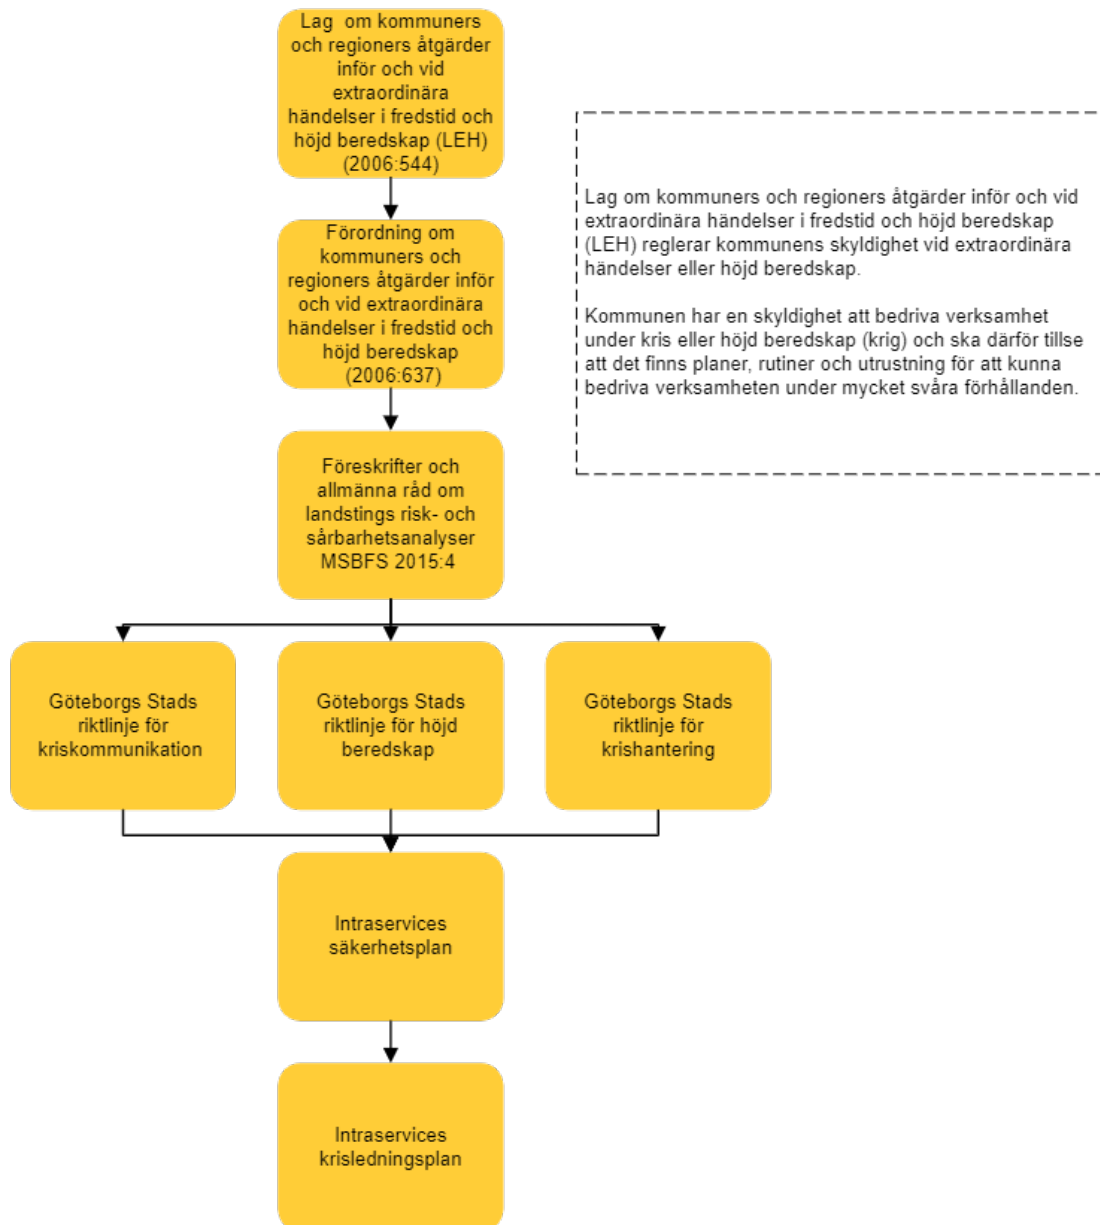 Lag  om kommuners
och regioners åtgärder
inför och vid
extraordinära
händelser i fredstid och
höjd beredskap (LEH)
(2006:544)
Förordning om
kommuners och
regioners åtgärder inför
och vid extraordinära
händelser i fredstid och
höjd beredskap
(2006:637)
Lag om kommuners och regioners åtgärder inför och vid
extraordinära händelser i fredstid och höjd beredskap
(LEH) reglerar kommunens skyldighet vid extraordinära
händelser eller höjd beredskap.
Kommunen har en skyldighet att bedriva verksamhet
under kris eller höjd beredskap (krig) och ska därför tillse
att det finns planer, rutiner och utrustning för att kunna
bedriva verksamheten under mycket svåra förhållanden.
Föreskrifter och
allmänna råd om
landstings risk- och
sårbarhetsanalyser
MSBFS 2015:4
Göteborgs Stads
riktlinje för
kriskommunikation
Göteborgs Stads
riktlinje för höjd
beredskap
Göteborgs Stads
riktlinje för
krishantering
Intraservices
säkerhetsplan
Intraservices
krisledningsplan